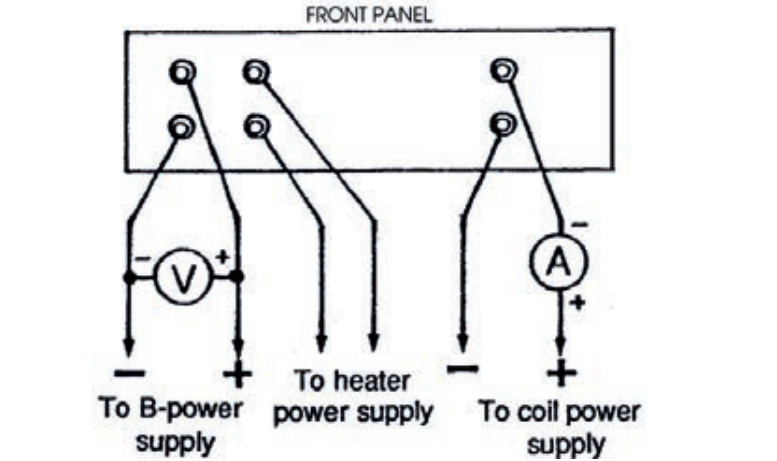 FRONT PANEL
- V +
- A +
− + − +
To B-power supply
To heater power supply
To coil power supply